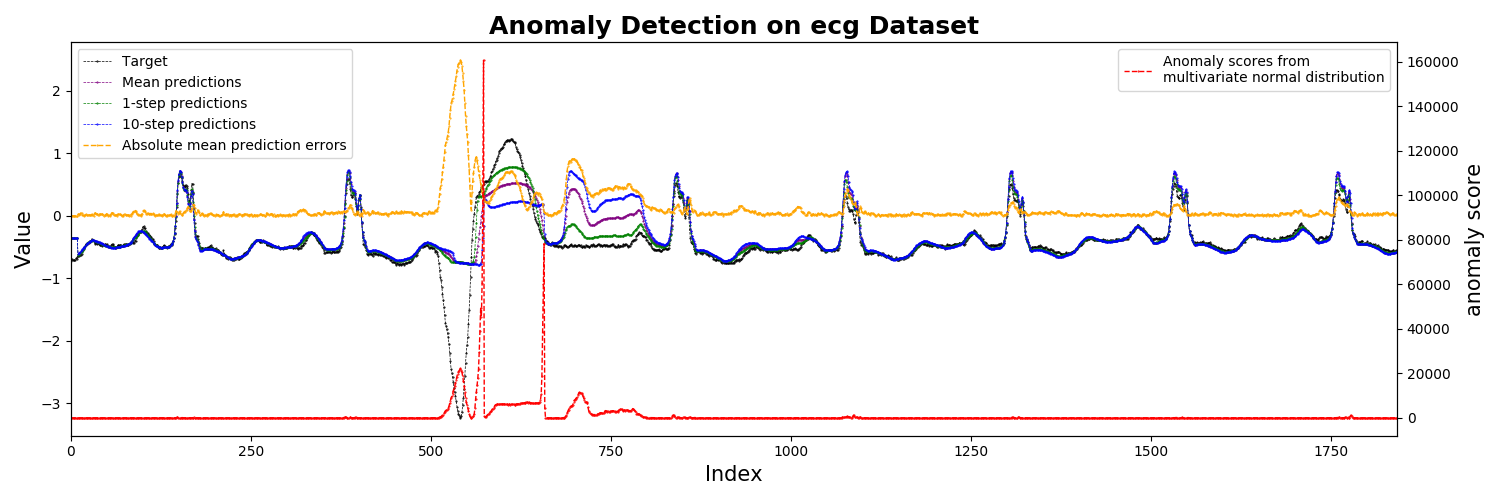 Anomaly Detection on ecg Dataset
Target
Mean predictions
1-step predictions
10-step predictions
Absolute mean prediction errors
Anomaly scores from
multivariate normal distribution
Value
2
1
0
−1
−2
−3
160000
140000
120000
100000
80000
60000
40000
20000
0
anomaly score
0
250
500
750
1000
1250
1500
1750
Index